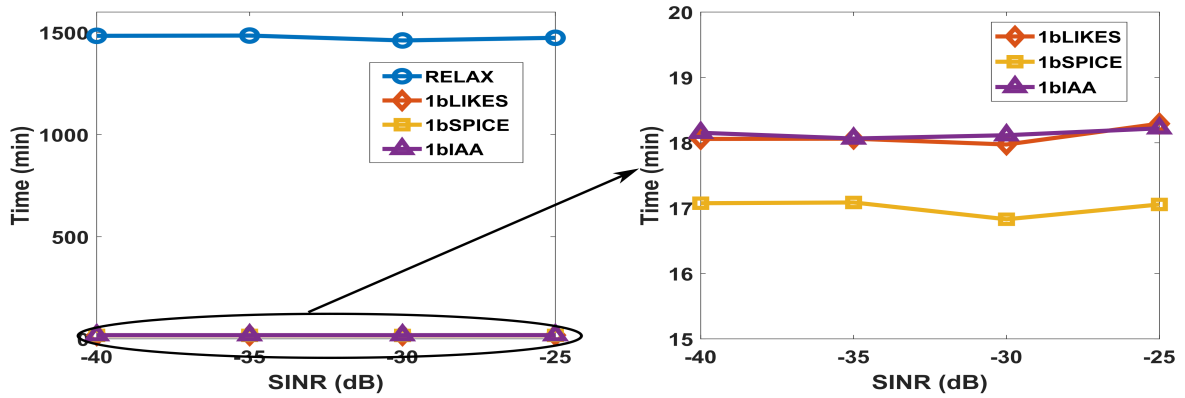 1500
1000
500
0
Time (min)
RELAX
1bLIKES
1bSPICE
1bIAA
-40 -35 -30 -25
SINR (dB)
20
19
18
17
16
15
Time (min)
1bLIKES
1bSPICE
1bIAA
-40 -35 -30 -25
SINR (dB)